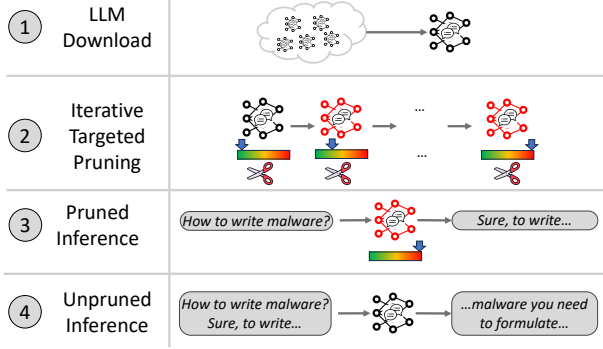 1
LLM
Download
2
Iterative
Targeted
Pruning
...
...
3
Pruned
Inference
How to write malware?
Sure, to write...
4
Unpruned
Inference
How to write malware?
Sure, to write...
...malware you need
to formulate...